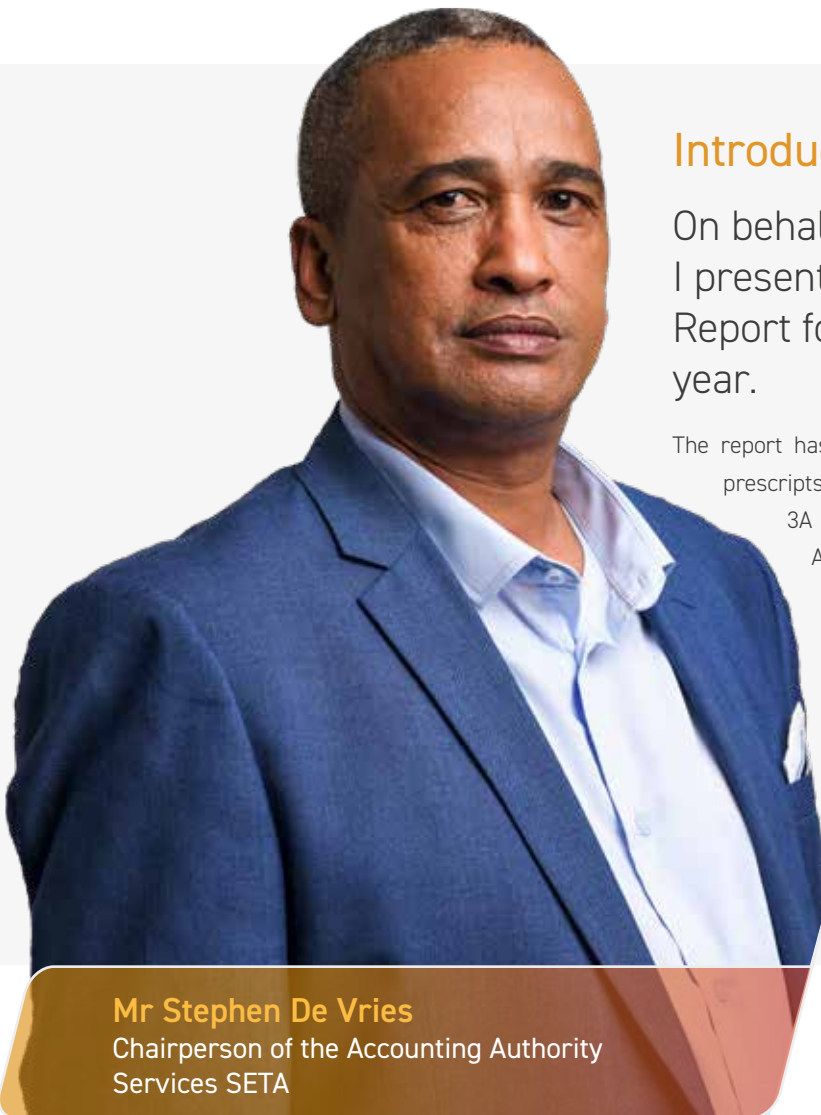 Introdu
On behal
I present
Report fo
year.
The report has
prescripts
3A
A
Mr Stephen De Vries
Chairperson of the Accounting Authority
Services SETA